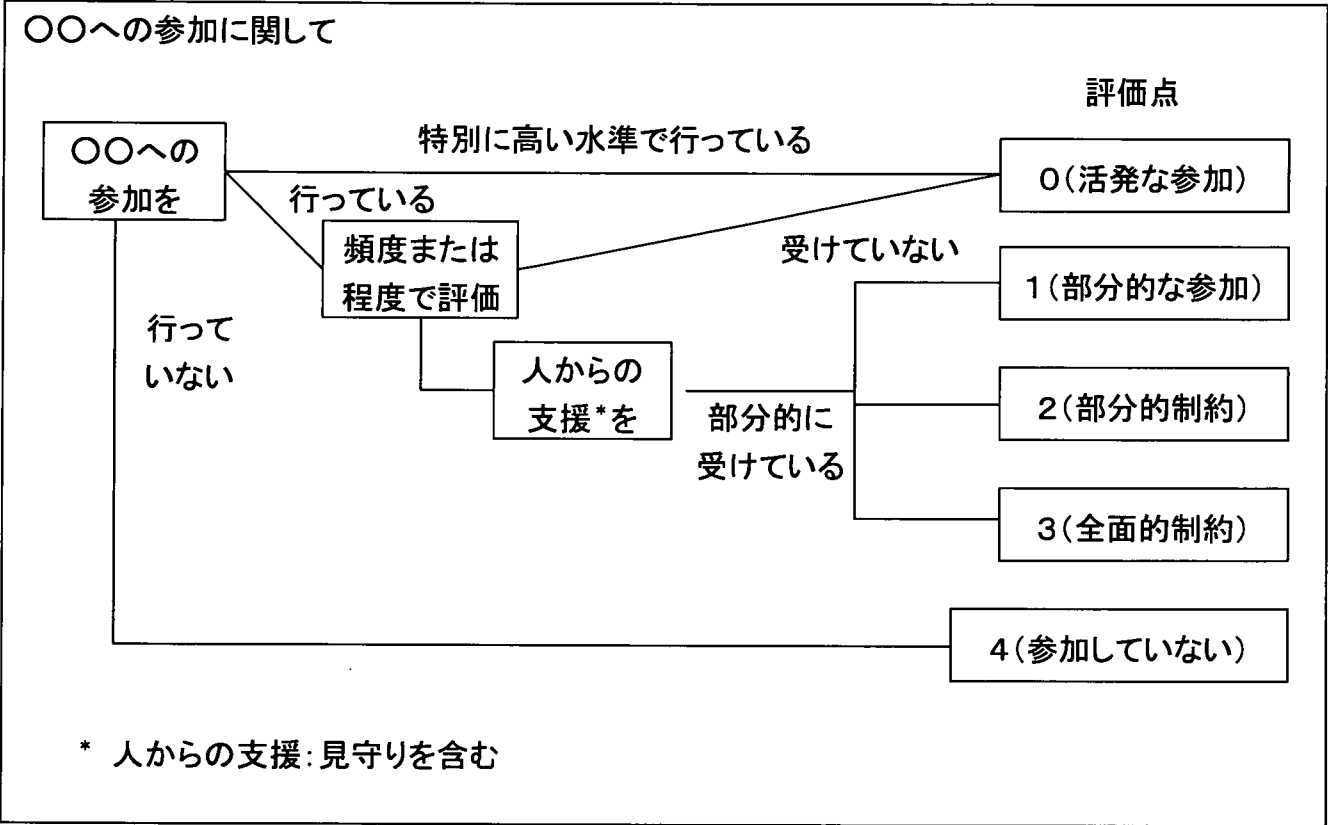 〇〇への参加に関して
評価点
〇〇への
参加を
特別に高い水準で行っている
0(活発な参加)
行っている
頻度または
程度で評価
受けていない
1(部分的な参加)
行って
いない
人からの
支援*を
部分的に
受けている
2(部分的制約)
3(全面的制約)
4(参加していない)
* 人からの支援:見守りを含む